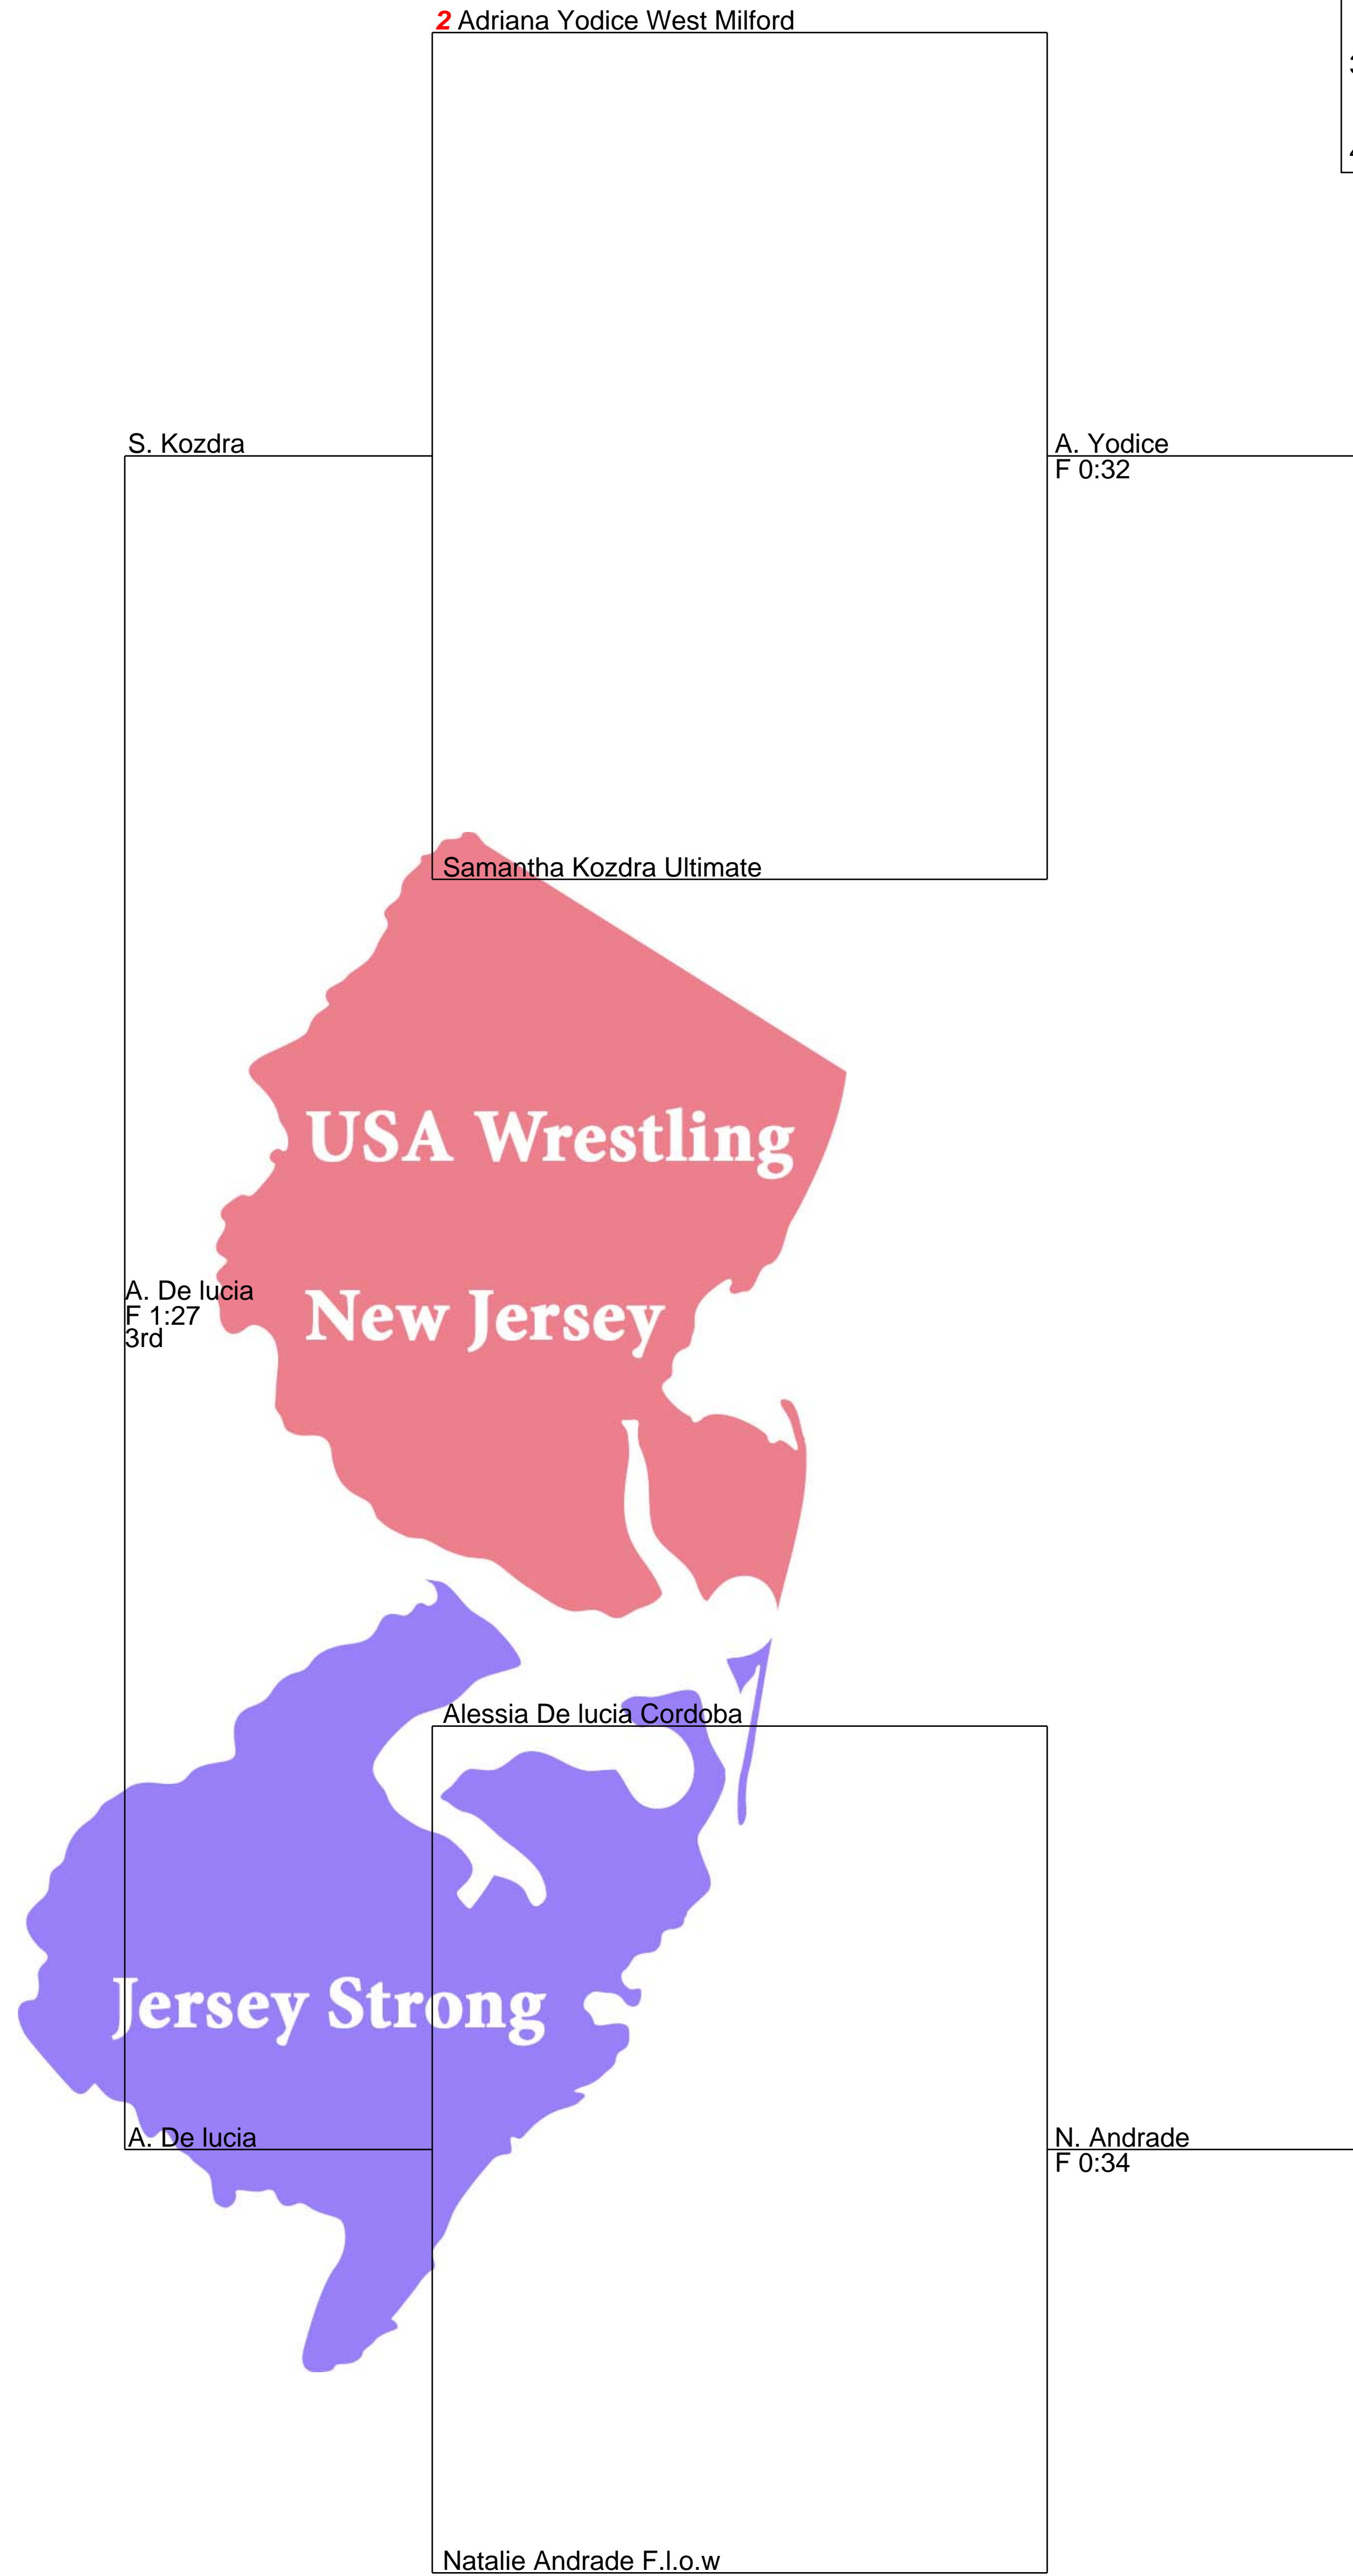 2 Adriana Yodice West Milford
S. Kozdra
A. Yodice
F 0:32
Samantha Kozdra Ultimate
USA Wrestling
New Jersey
A. De lucia
F 1:27
3rd
Alessia De lucia Cordoba
Jersey Strong
A. De lucia
N. Andrade
F 0:34
Natalie Andrade F.l.o.w